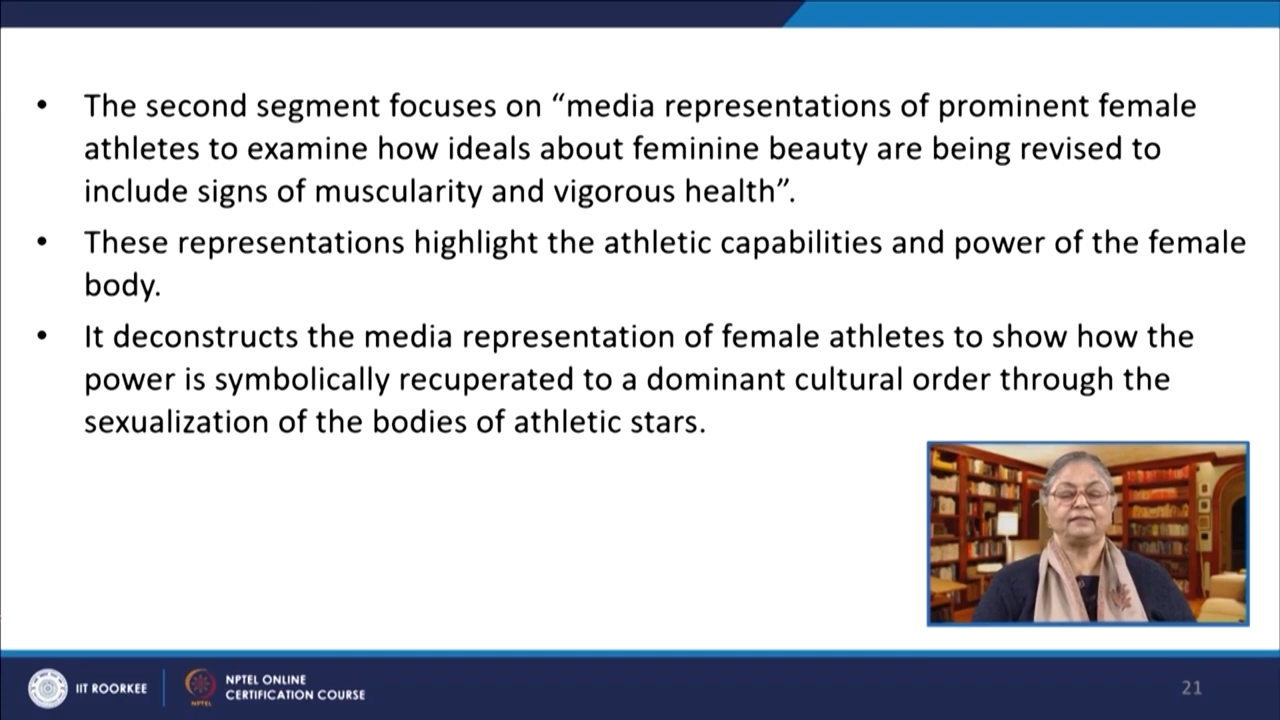 • The second segment focuses on “media representations of prominent female
athletes to examine how ideals about feminine beauty are being revised to
include signs of muscularity and vigorous health”.
• These representations highlight the athletic capabilities and power of the female
body.
• It deconstructs the media representation of female athletes to show how the
power is symbolically recuperated to a dominant cultural order through the
sexualization of the bodies of athletic stars.
IIT ROORKEE
NPTEL
NPTEL ONLINE
CERTIFICATION COURSE
21